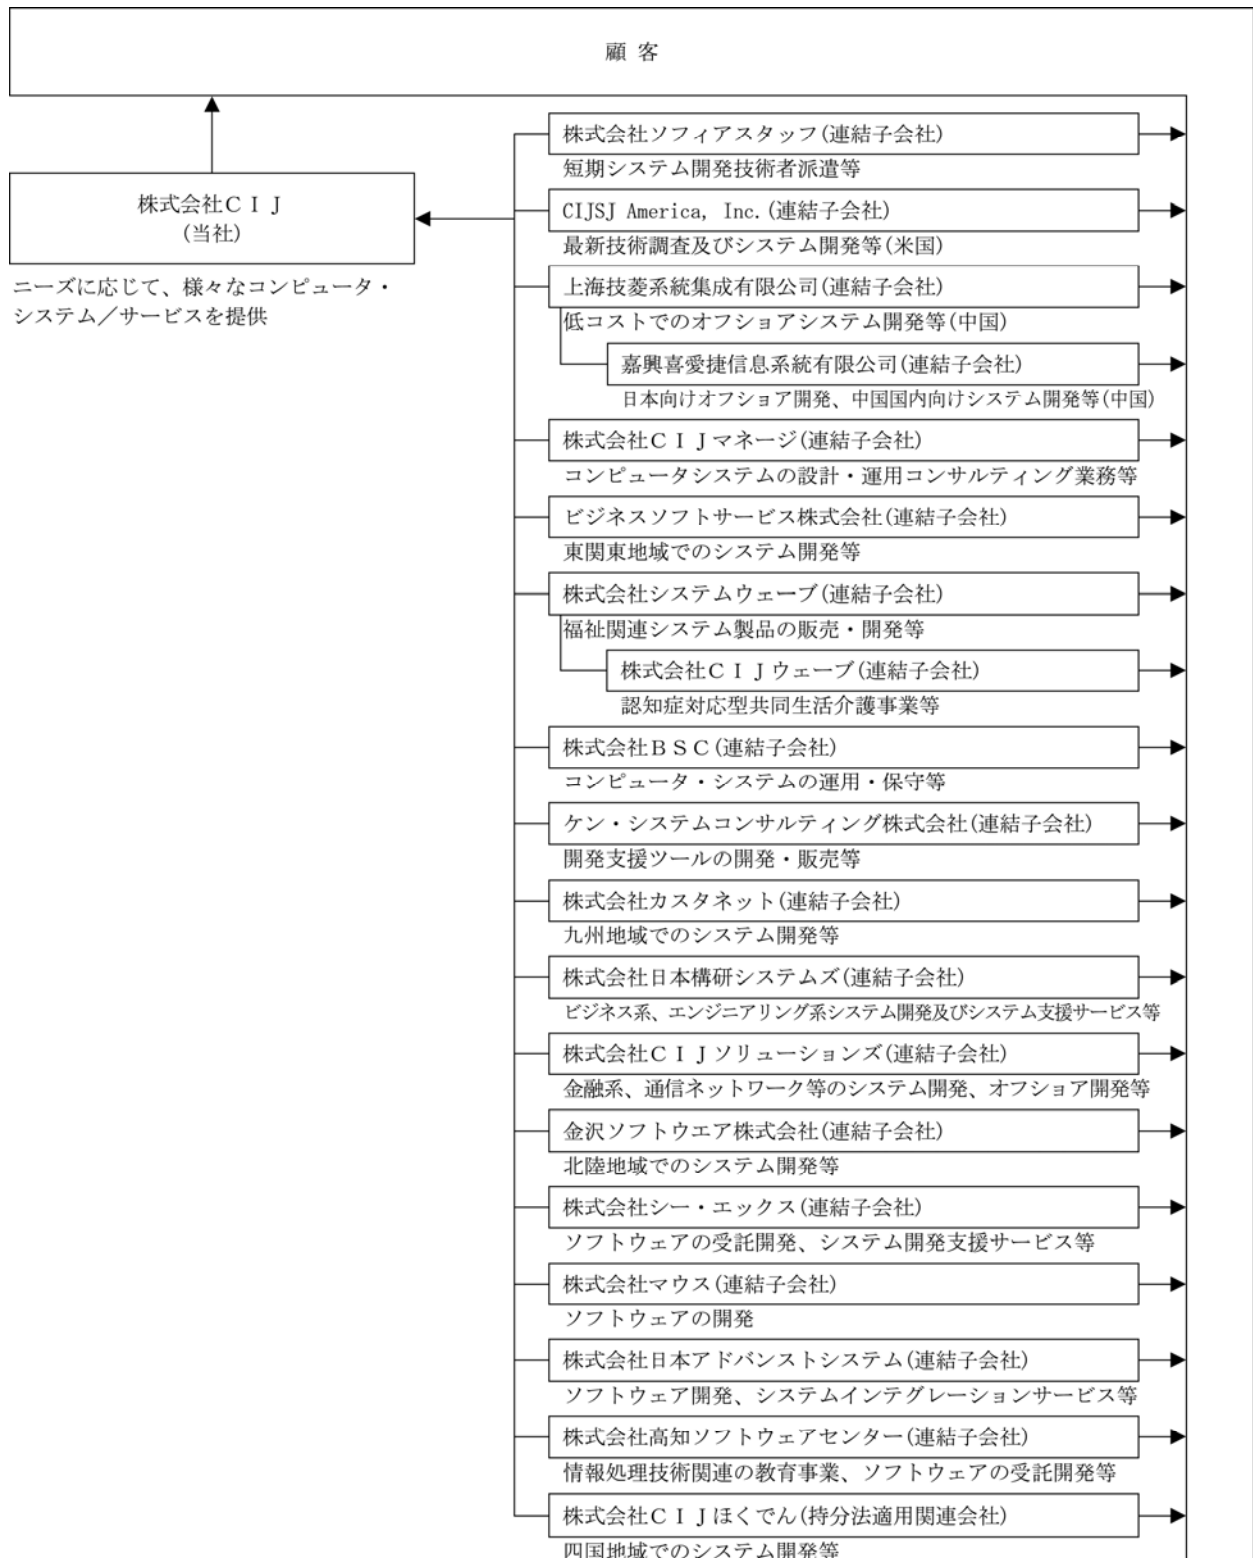 顧 客
株式会社ＣＩＪ
(当社)
ニーズに応じて、様々なコンピュータ・
システム／サービスを提供
株式会社ソフィアスタッフ(連結子会社)
短期システム開発技術者派遣等
CIJSJ America, Inc.(連結子会社)
最新技術調査及びシステム開発等(米国)
上海技菱系統集成有限公司(連結子会社)
低コストでのオフショアシステム開発等(中国)
嘉興喜愛捷信息系統有限公司(連結子会社)
日本向けオフショア開発、中国国内向けシステム開発等(中国)
株式会社ＣＩＪマネージ(連結子会社)
コンピュータシステムの設計・運用コンサルティング業務等
ビジネスソフトサービス株式会社(連結子会社)
東関東地域でのシステム開発等
株式会社システムウェーブ(連結子会社)
福祉関連システム製品の販売・開発等
株式会社ＣＩＪウェーブ(連結子会社)
認知症対応型共同生活介護事業等
株式会社ＢＳＣ(連結子会社)
コンピュータ・システムの運用・保守等
ケン・システムコンサルティング株式会社(連結子会社)
開発支援ツールの開発・販売等
株式会社カスタネット(連結子会社)
九州地域でのシステム開発等
株式会社日本構研システムズ(連結子会社)
ビジネス系、エンジニアリング系システム開発及びシステム支援サービス等
株式会社ＣＩＪソリューションズ(連結子会社)
金融系、通信ネットワーク等のシステム開発、オフショア開発等
金沢ソフトウエア株式会社(連結子会社)
北陸地域でのシステム開発等
株式会社シー・エックス(連結子会社)
ソフトウェアの受託開発、システム開発支援サービス等
株式会社マウス(連結子会社)
ソフトウェアの開発
株式会社日本アドバンストシステム(連結子会社)
ソフトウェア開発、システムインテグレーションサービス等
株式会社高知ソフトウェアセンター(連結子会社)
情報処理技術関連の教育事業、ソフトウェアの受託開発等
株式会社ＣＩＪほくでん(持分法適用関連会社)
四国地域でのシステム開発等